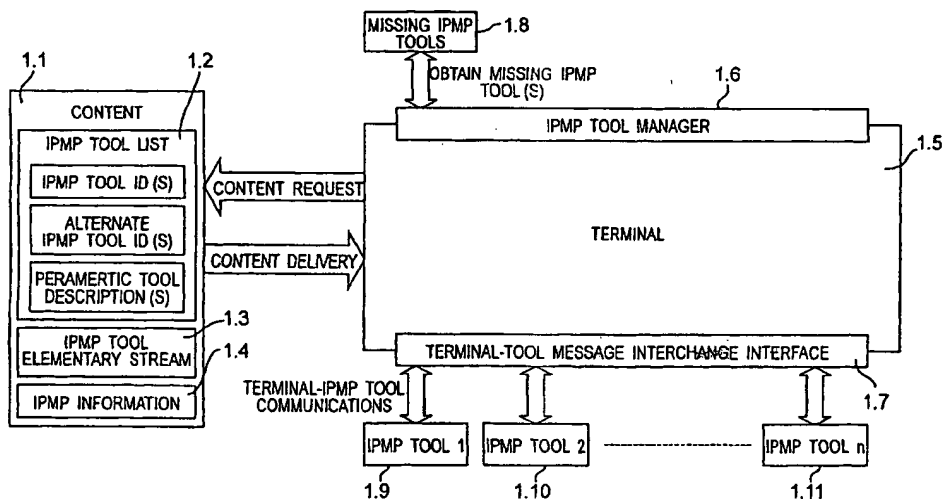 1.1
1.2
CONTENT
IPMP TOOL LIST
IPMP TOOL ID (S)
ALTERNATE
IPMP TOOL ID (S)
PERAMERTIC TOOL
DESCRIPTION (S)
1.3
IPMP TOOL
ELEMENTARY STREAM
1.4
IPMP INFORMATION
CONTENT REQUEST
CONTENT DELIVERY
MISSING IPMP
TOOLS
1.8
OBTAIN MISSING IPMP
TOOL (S)
1.6
IPMP TOOL MANAGER
1.5
TERMINAL
TERMINAL-TOOL MESSAGE INTERCHANGE INTERFACE
1.7
TERMINAL-IPMP TOOL
COMMUNICATIONS
IPMP TOOL 1
IPMP TOOL 2
IPMP TOOL n
1.9
1.10
1.11